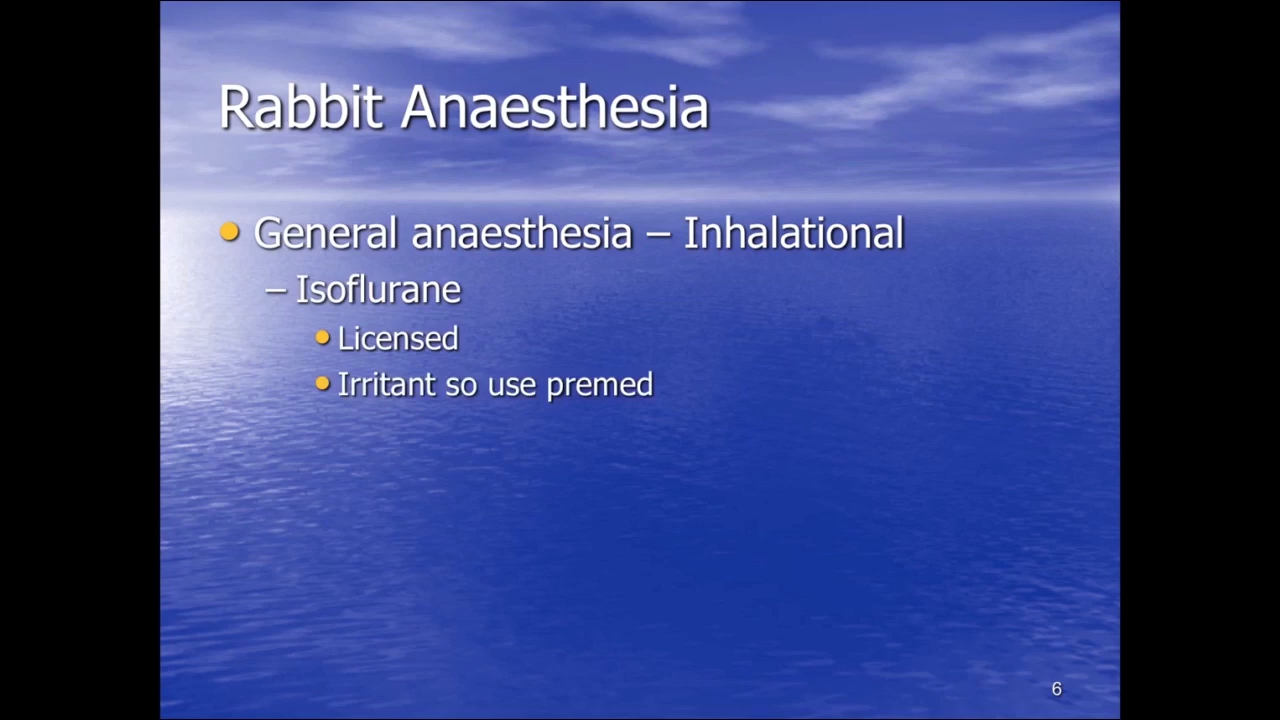 Rabbit Anaesthesia
• General anaesthesia – Inhalational
– Isoflurane
• Licensed
• Irritant so use premed
6